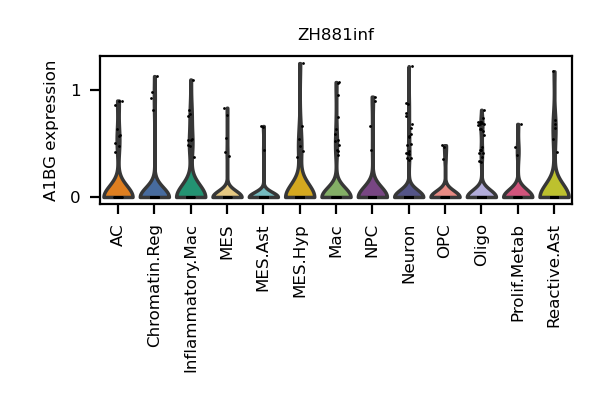 ZH881inf
A1BG expression
1
0
AC
Chromatin.Reg
Inflammatory.Mac
MES
MES.Ast
MES.Hyp
Mac
NPC
Neuron
OPC
Oligo
Prolif.Metab
Reactive.Ast